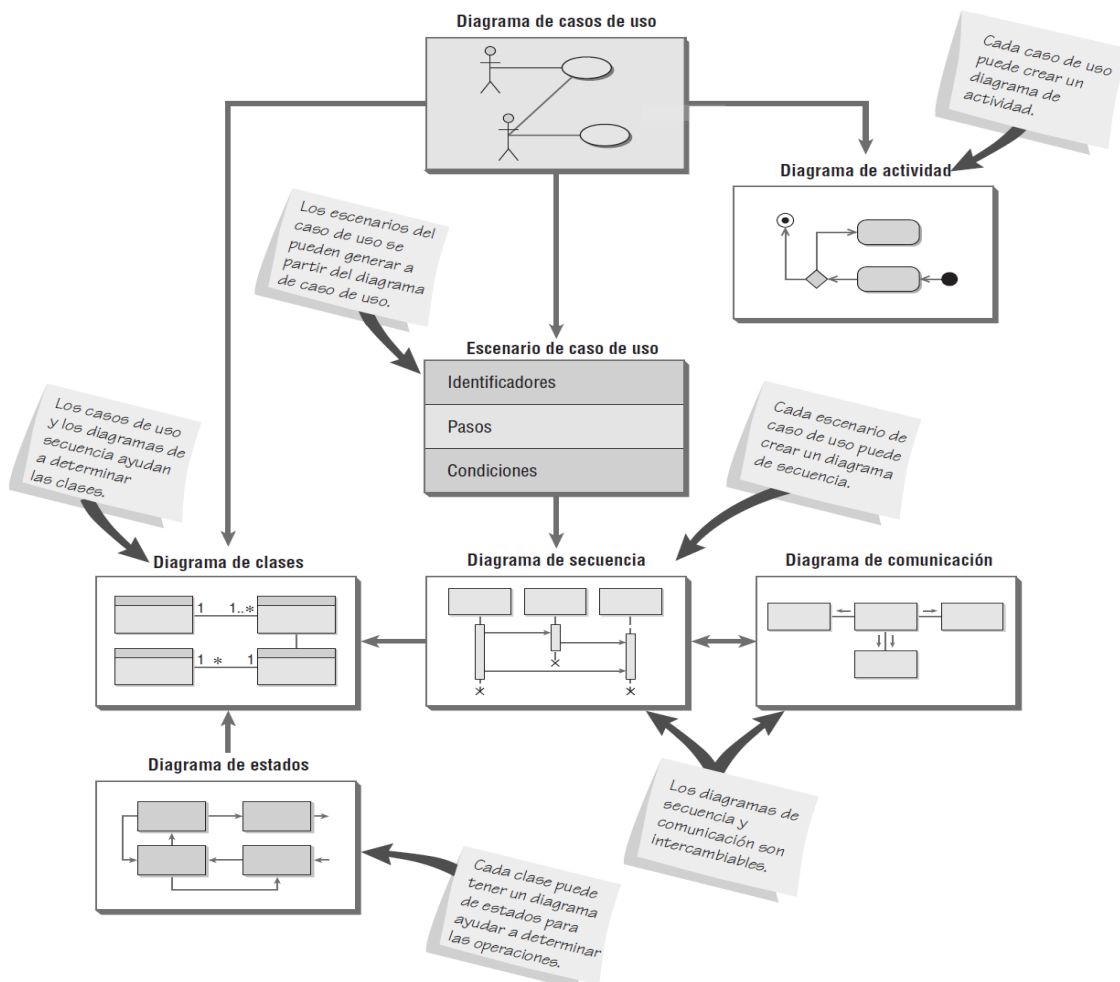 Diagrama de casos de uso
Cada caso de uso
puede crear un
diagrama de
actividad.
Diagrama de actividad
Los escenarios del
caso de uso se
pueden generar a
partir del diagrama
de caso de uso.
Escenario de caso de uso
Identificadores
Pasos
Condiciones
Los casos de uso
y los diagramas de
secuencia ayudan
a determinar
las clases.
Cada escenario de
caso de uso puede
crear un diagrama
de secuencia.
Diagrama de clases
1 1..*
1 * 1
Diagrama de secuencia
Diagrama de comunicación
Diagrama de estados
Los diagramas de
secuencia y
comunicación son
intercambiables.
Cada clase puede
tener un diagrama
de estados para
ayudar a determinar
las operaciones.